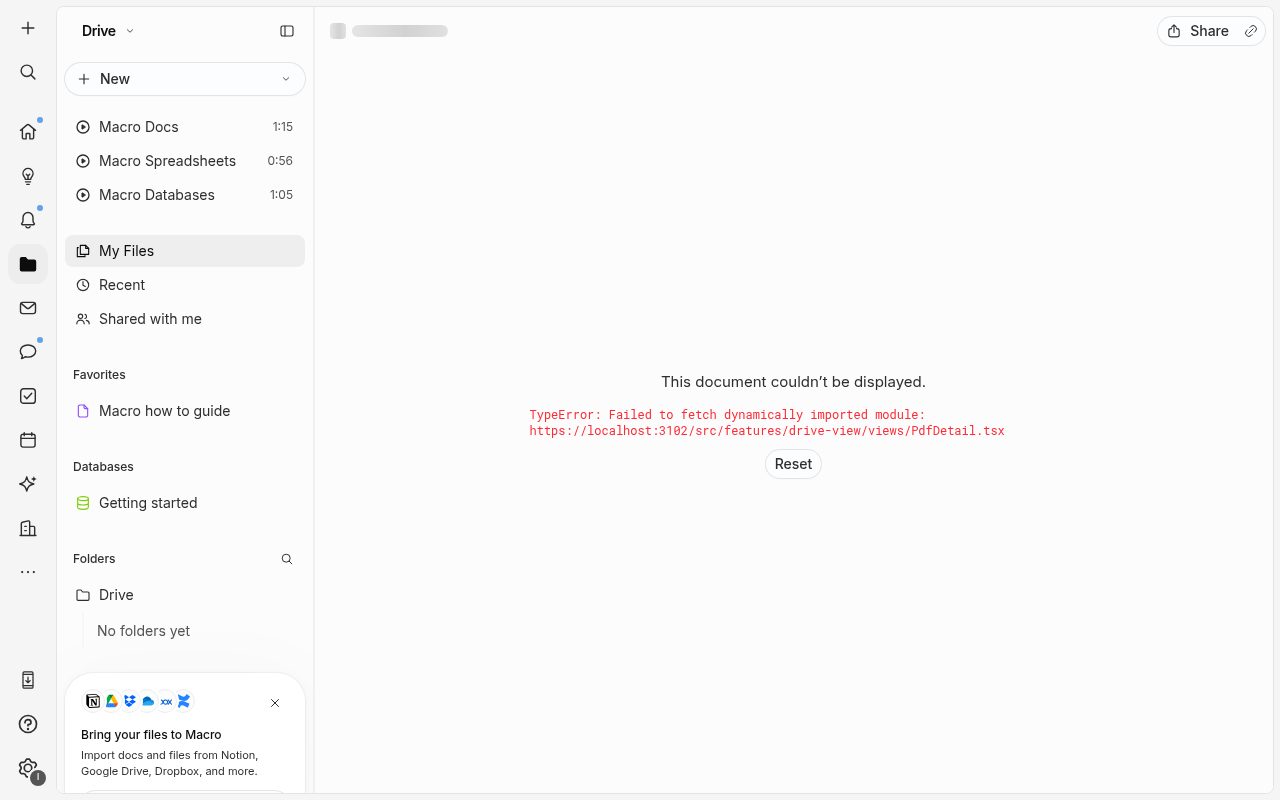 Drive
Share
New
Macro Docs 1:15
Macro Spreadsheets 0:56
Macro Databases 1:05
My Files
Recent
Shared with me
Favorites
Macro how to guide
Databases
Getting started
Folders
Drive
No folders yet
Bring your files to Macro
Import docs and files from Notion,
Google Drive, Dropbox, and more.
This document couldn’t be displayed.
TypeError: Failed to fetch dynamically imported module:
https://localhost:3102/src/features/drive-view/views/PdfDetail.tsx
Reset
I